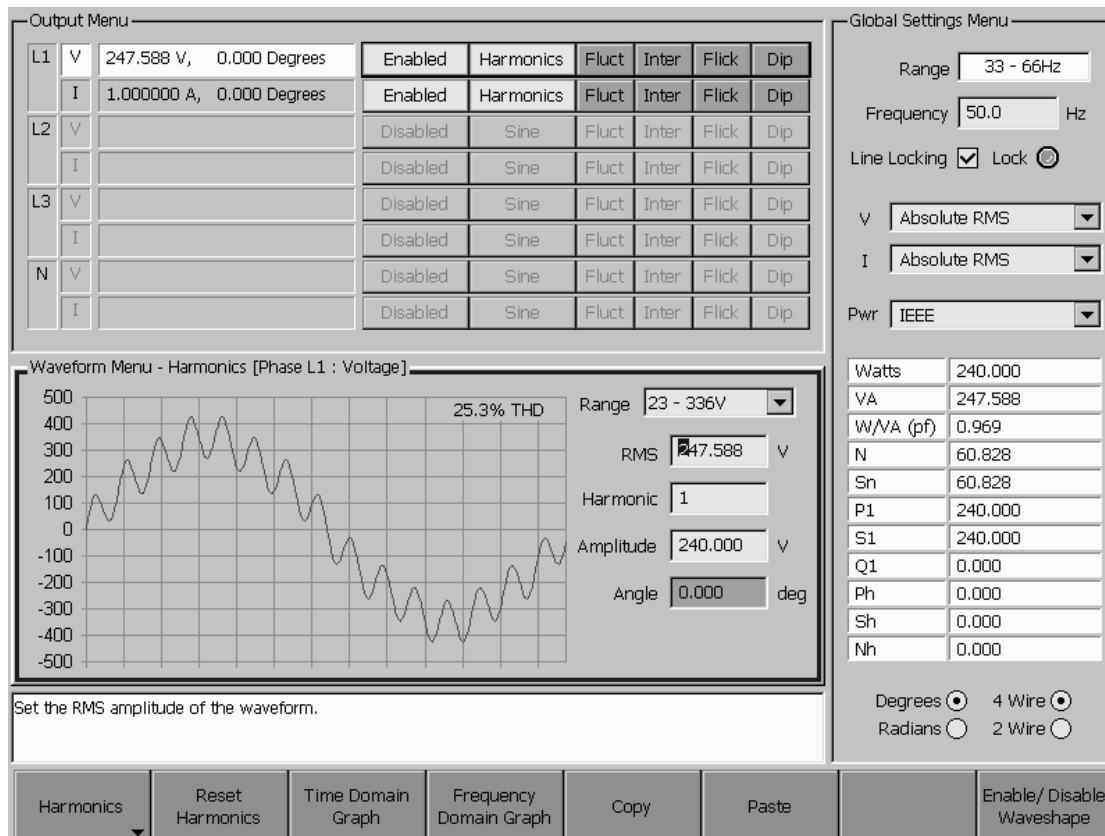 Output Menu
L1 V 247.588 V, 0.000 Degrees Enabled Harmonics Fluct Inter Flick Dip
I 1.000000 A, 0.000 Degrees Enabled Harmonics Fluct Inter Flick Dip
L2 V Disabled Sine Fluct Inter Flick Dip
I Disabled Sine Fluct Inter Flick Dip
L3 V Disabled Sine Fluct Inter Flick Dip
I Disabled Sine Fluct Inter Flick Dip
N V Disabled Sine Fluct Inter Flick Dip
I Disabled Sine Fluct Inter Flick Dip
Global Settings Menu
Range 33 - 66Hz
Frequency 50.0 Hz
Line Locking Lock
V Absolute RMS
I Absolute RMS
Pwr IEEE
Watts 240.000
VA 247.588
W/VA (pf) 0.969
N 60.828
Sn 60.828
P1 240.000
S1 240.000
Q1 0.000
Ph 0.000
Sh 0.000
Nh 0.000
Degrees 4 Wire
Radians 2 Wire
Waveform Menu - Harmonics [Phase L1 : Voltage]
500
400
300
200
100
0
-100
-200
-300
-400
-500
25.3% THD
Range 23 - 336V
RMS 247.588 V
Harmonic 1
Amplitude 240.000 V
Angle 0.000 deg
Set the RMS amplitude of the waveform.
Harmonics
Reset
Harmonics
Time Domain
Graph
Frequency
Domain Graph
Copy
Paste
Enable/ Disable
Waveshape